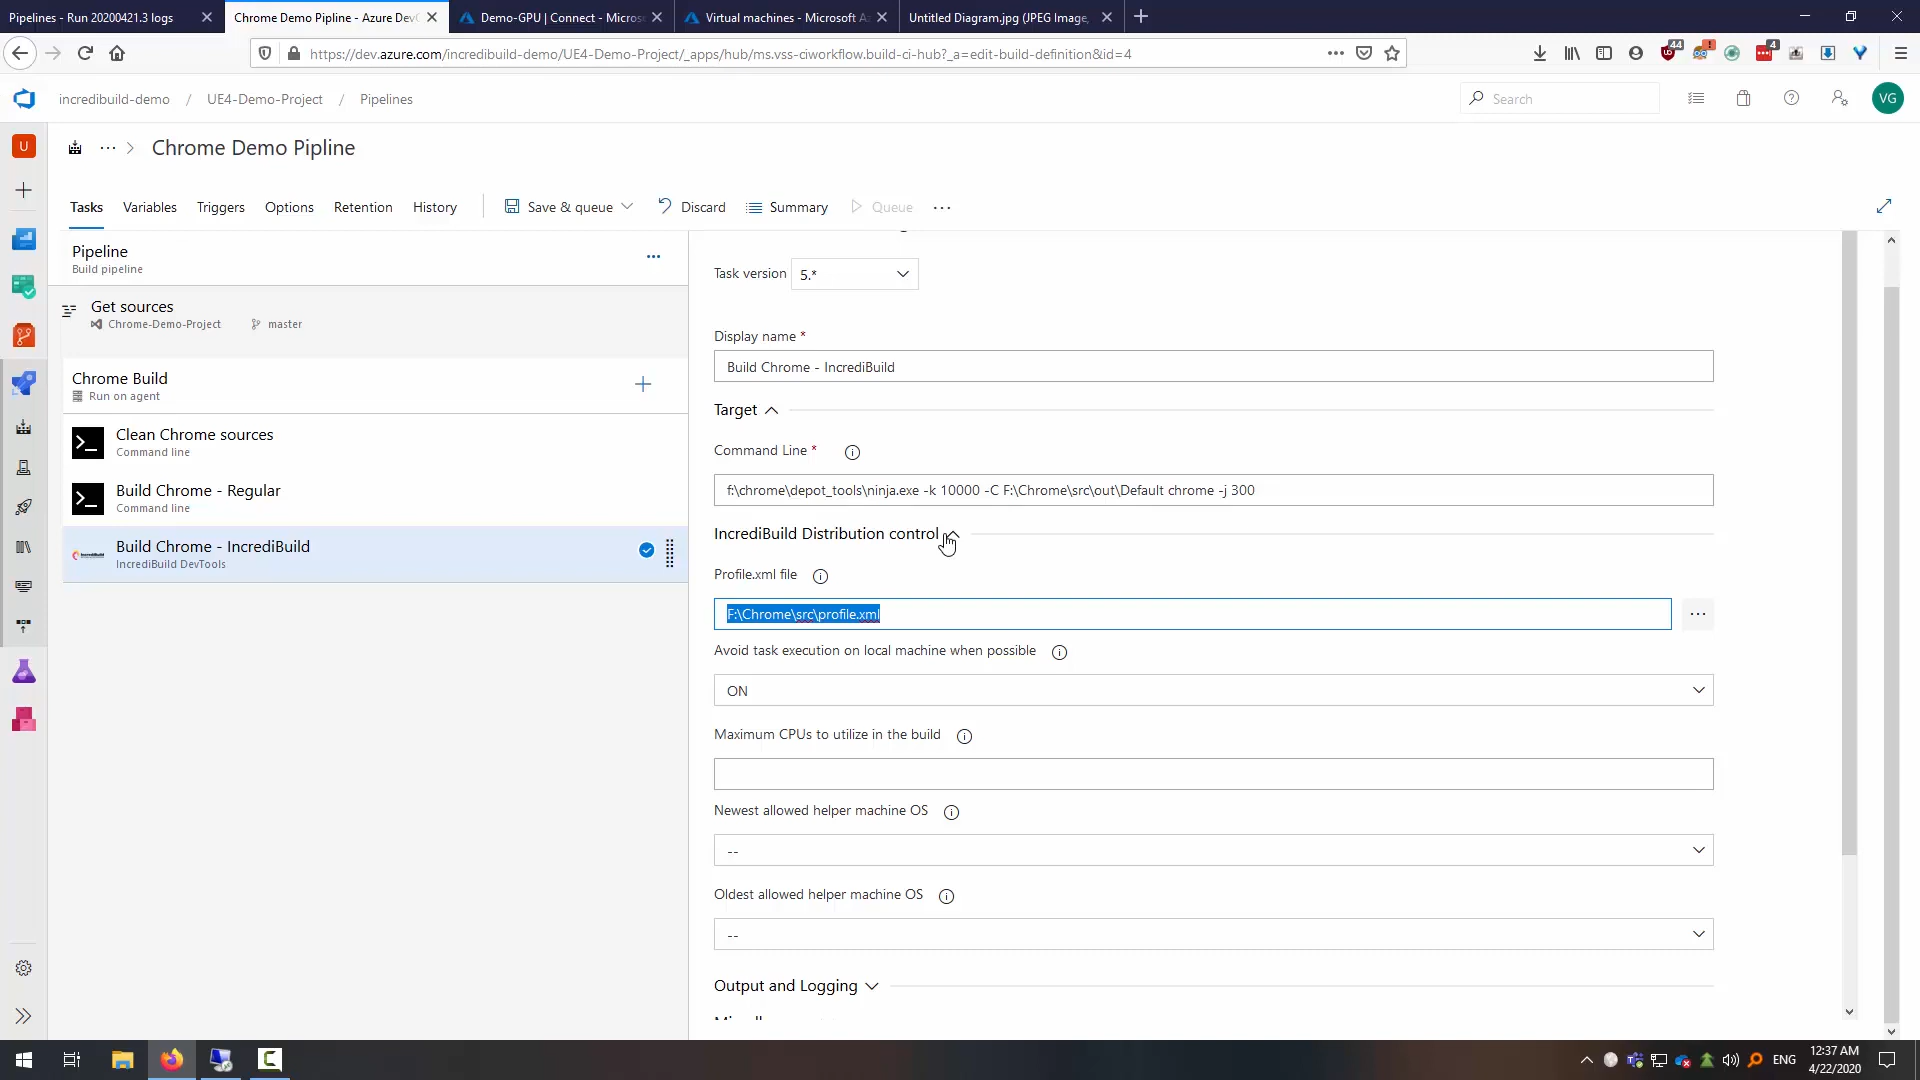 Pipelines - Run 20200421.3 logs
Chrome Demo Pipline - Azure DevO
Demo-GPU | Connect - Micros
Virtual machines - Microsoft A
Untitled Diagram.jpg (JPEG Image,
https://dev.azure.com/incredibuild-demo/UE4-Demo-Project/_apps/hub/ms.vss-ciworkflow.build-ci-hub?_a=edit-build-definition&id=4
44
!
4
incredibuild-demo / UE4-Demo-Project / Pipelines
Search
VG
U
Chrome Demo Pipline
Tasks Variables Triggers Options Retention History
Save & queue Discard Summary Queue
Pipeline
Build pipeline
Get sources
Chrome-Demo-Project master
Chrome Build
Run on agent
Clean Chrome sources
Command line
Build Chrome - Regular
Command line
Build Chrome - IncrediBuild
IncrediBuild DevTools
Task version 5.*
Display name *
Build Chrome - IncrediBuild
Target
Command Line *
f:\chrome\depot_tools\ninja.exe -k 10000 -C F:\Chrome\src\out\Default chrome -j 300
IncrediBuild Distribution control
Profile.xml file
F:\Chrome\src\profile.xml
Avoid task execution on local machine when possible
ON
Maximum CPUs to utilize in the build
Newest allowed helper machine OS
--
Oldest allowed helper machine OS
--
Output and Logging
ENG
12:37 AM
4/22/2020